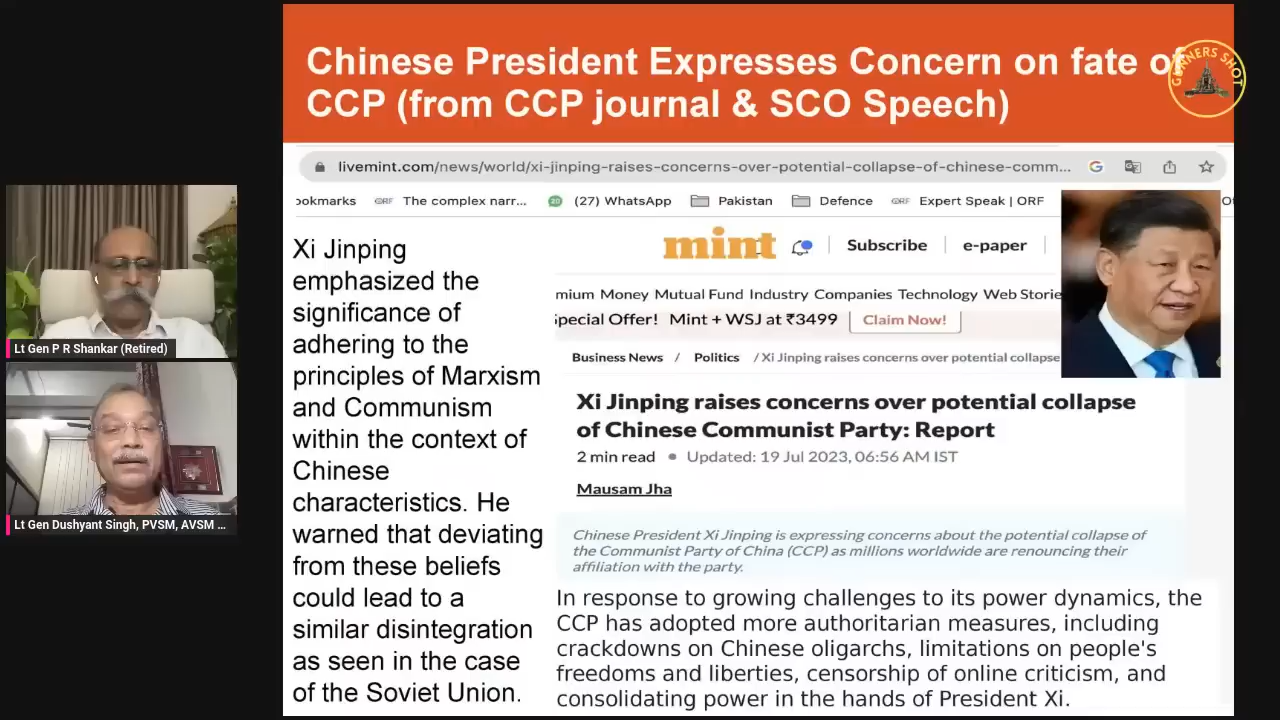 Chinese President Expresses Concern on fate of
CCP (from CCP journal & SCO Speech)
GUNNERS SHOT
livemint.com/news/world/xi-jinping-raises-concerns-over-potential-collapse-of-chinese-comm...
ookmarks
ORF
The complex narr...
20
(27) WhatsApp
Pakistan
Defence
ORF
Expert Speak | ORF
Xi Jinping
emphasized the
significance of
adhering to the
principles of Marxism
and Communism
within the context of
Chinese
characteristics. He
warned that deviating
from these beliefs
could lead to a
similar disintegration
as seen in the case
of the Soviet Union.
mint
Subscribe
e-paper
mium Money Mutual Fund Industry Companies Technology Web Storie
Special Offer! Mint + WSJ at ₹3499 Claim Now!
Business News / Politics / Xi Jinping raises concerns over potential collapse
Xi Jinping raises concerns over potential collapse
of Chinese Communist Party: Report
2 min read • Updated: 19 Jul 2023, 06:56 AM IST
Mausam Jha
Chinese President Xi Jinping is expressing concerns about the potential collapse of
the Communist Party of China (CCP) as millions worldwide are renouncing their
affiliation with the party.
In response to growing challenges to its power dynamics, the
CCP has adopted more authoritarian measures, including
crackdowns on Chinese oligarchs, limitations on people's
freedoms and liberties, censorship of online criticism, and
consolidating power in the hands of President Xi.
Lt Gen P R Shankar (Retired)
Lt Gen Dushyant Singh, PVSM, AVSM ...